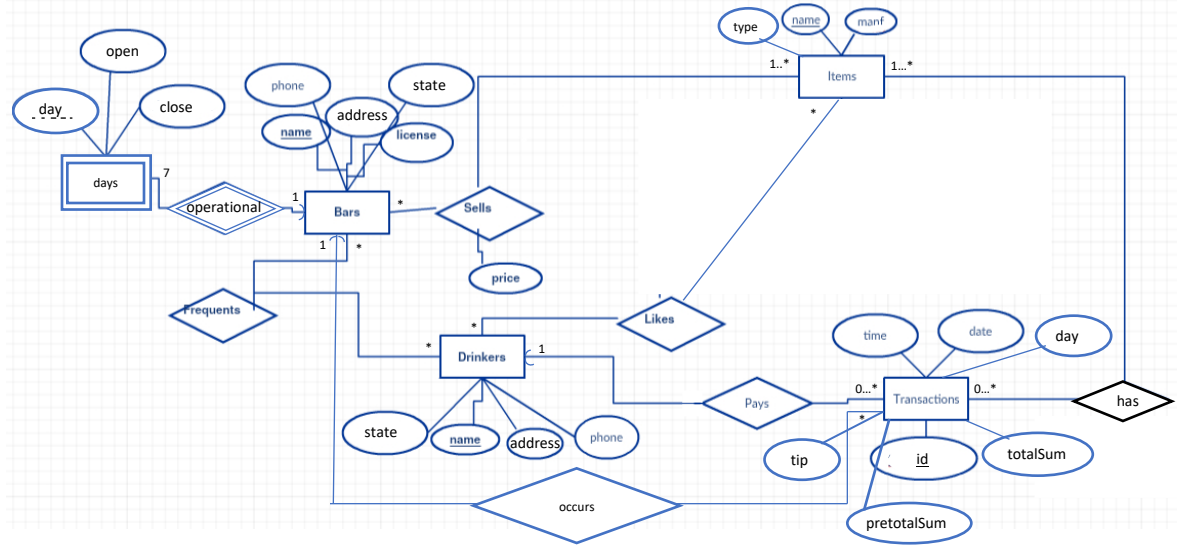 type
name
manf
open
1..*
Items
1...*
phone
state
day
close
address
*
name
license
days
7
operational
1
Bars
*
Sells
1
*
price
Frequents
Likes
*
*
Drinkers
1
time
date
day
0...*
Transactions
0...*
Pays
has
*
state
name
address
phone
tip
id
totalSum
occurs
pretotalSum